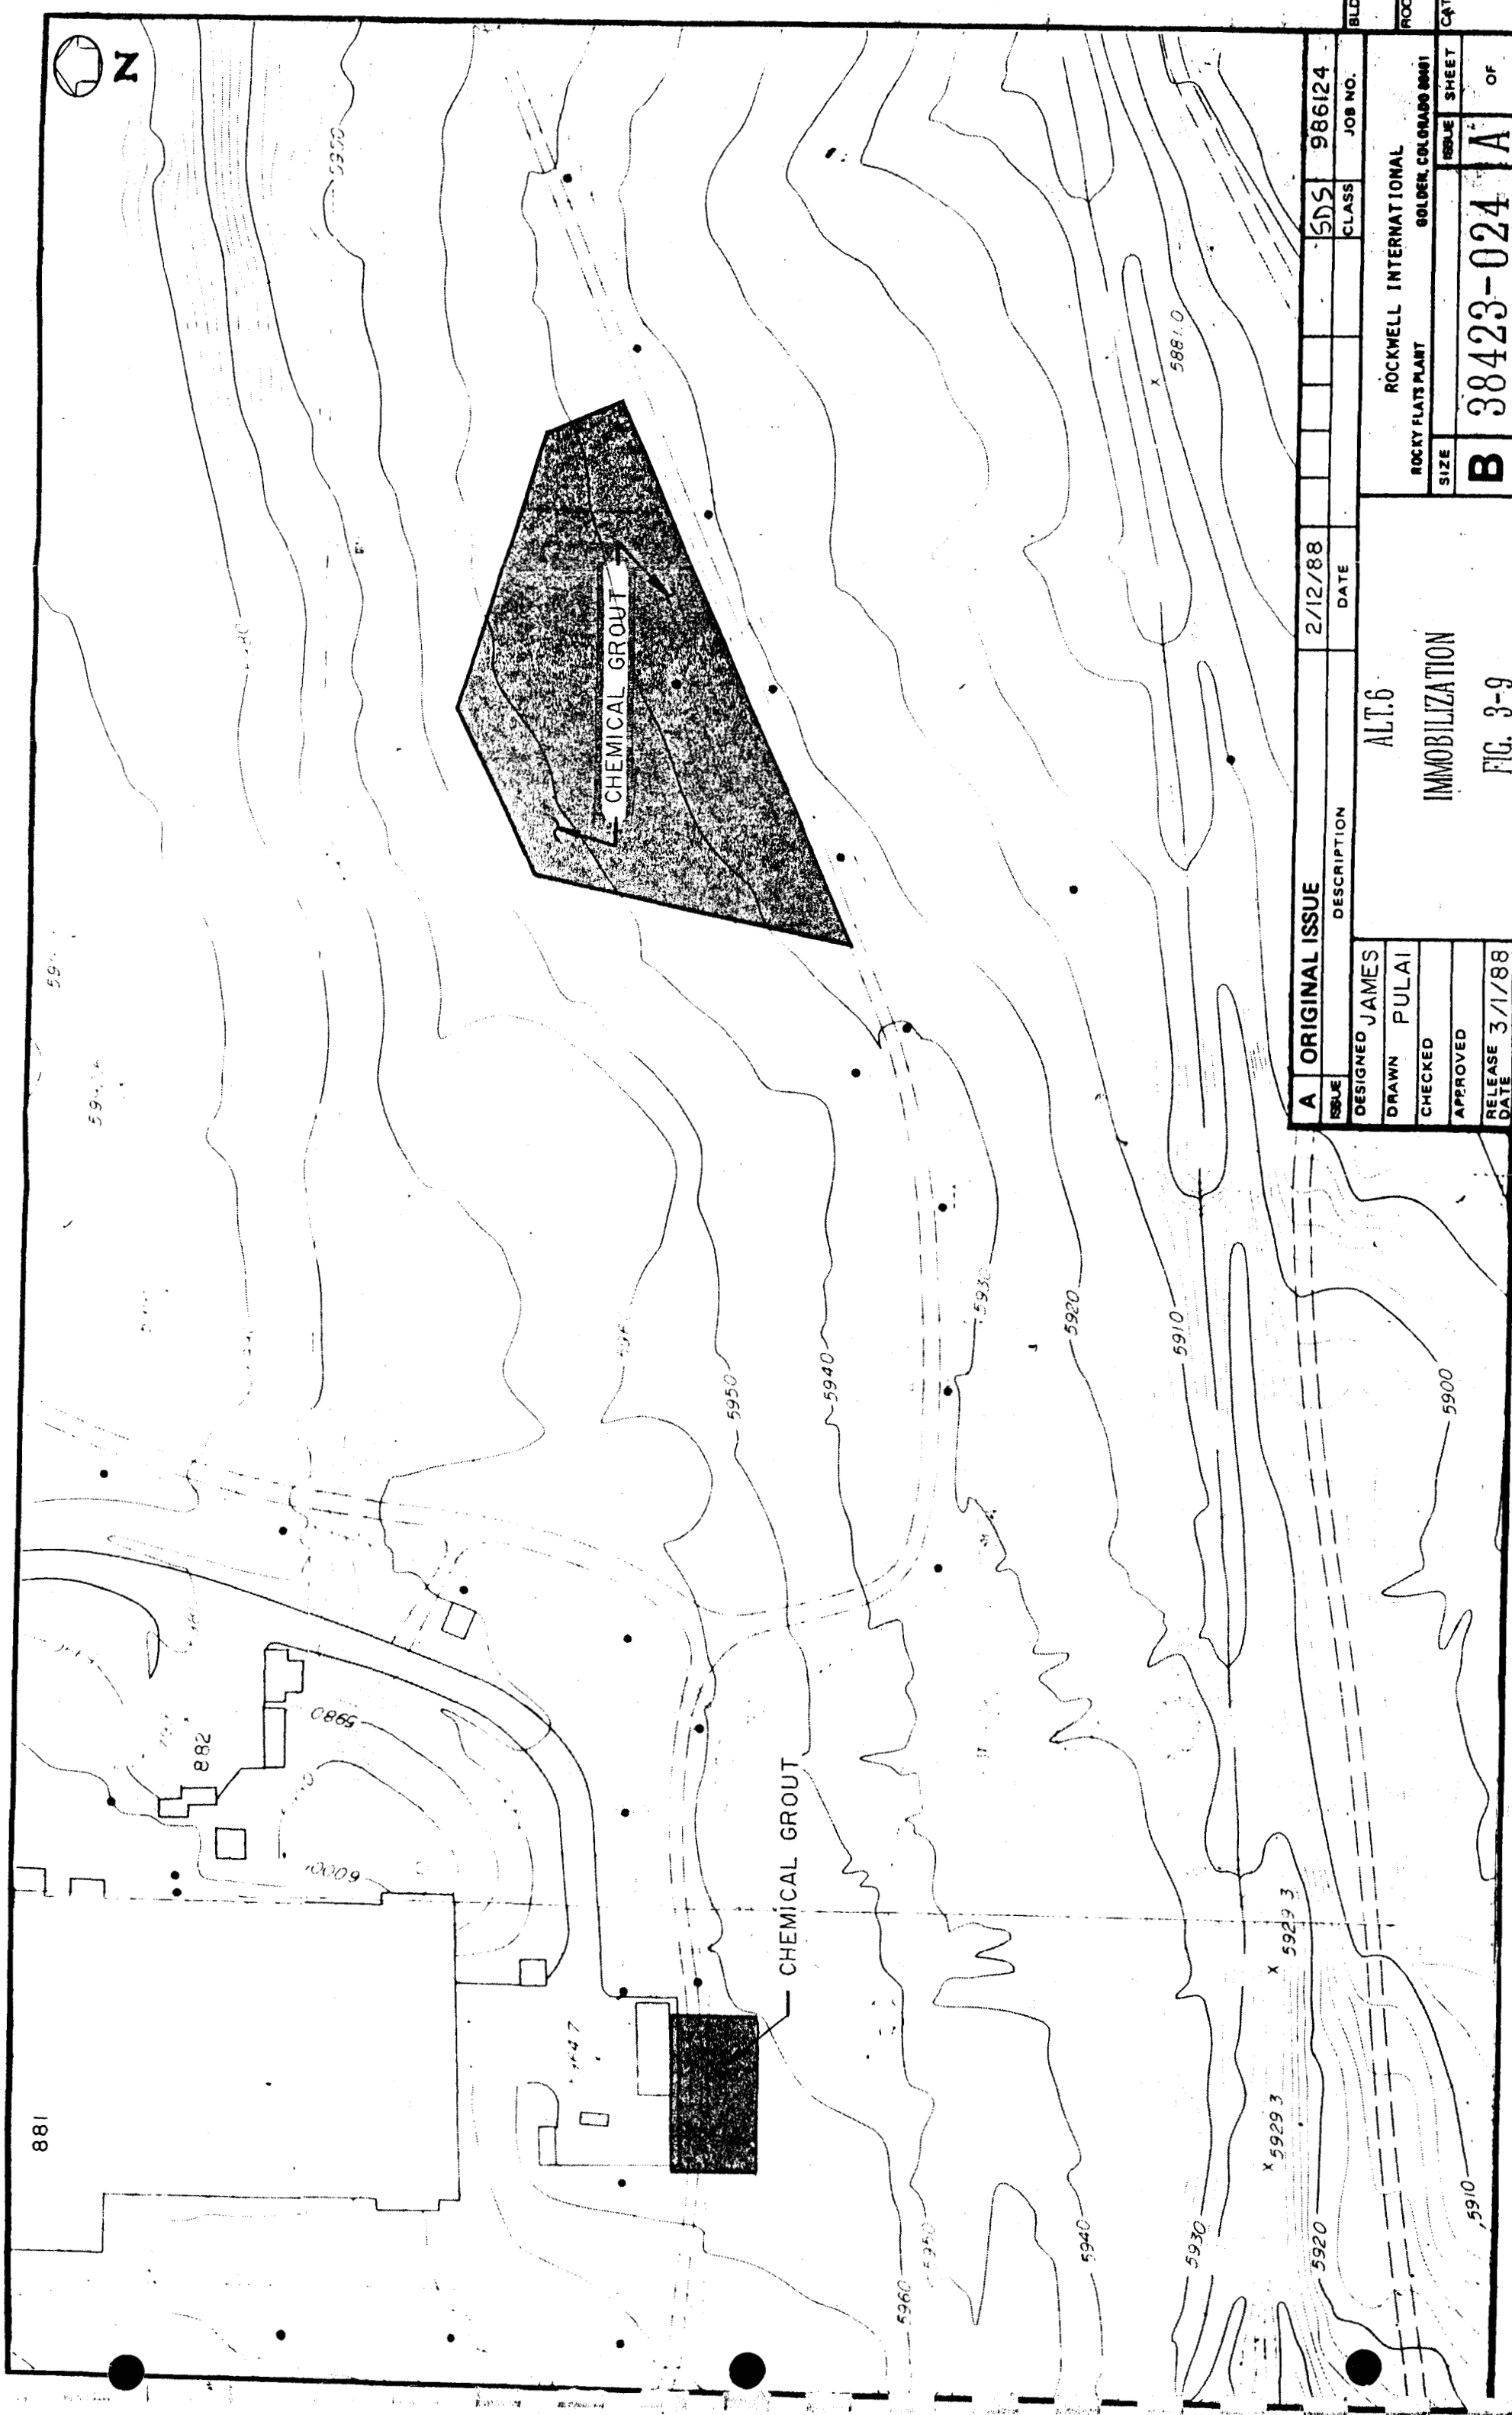 N
881
882
5980
6000
CHEMICAL GROUT
CHEMICAL GROUT
5950
5940
5930
5920
5910
5900
5881.0
5960
5950
5940
5930
5920
5910
x 5929 3
x 5929 3
A ORIGINAL ISSUE 2/12/88 SDS 986124
ISSUE DESCRIPTION DATE CLASS JOB NO.
DESIGNED JAMES
DRAWN PULAI
CHECKED
APPROVED
RELEASE DATE 3/1/88
ALT.6
IMMOBILIZATION
FIG. 3-9
ROCKWELL INTERNATIONAL
ROCKY FLATS PLANT GOLDEN, COLORADO 80401
SIZE ISSUE SHEET
B 38423-024 A OF